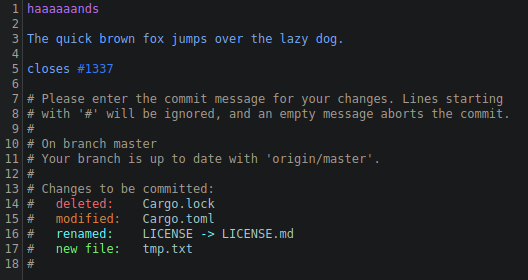 1 haaaaaands
2
3 The quick brown fox jumps over the lazy dog.
4
5 closes #1337
6
7 # Please enter the commit message for your changes. Lines starting
8 # with '#' will be ignored, and an empty message aborts the commit.
9 #
10 # On branch master
11 # Your branch is up to date with 'origin/master'.
12 #
13 # Changes to be committed:
14 #   deleted:    Cargo.lock
15 #   modified:   Cargo.toml
16 #   renamed:    LICENSE -> LICENSE.md
17 #   new file:   tmp.txt
18 #